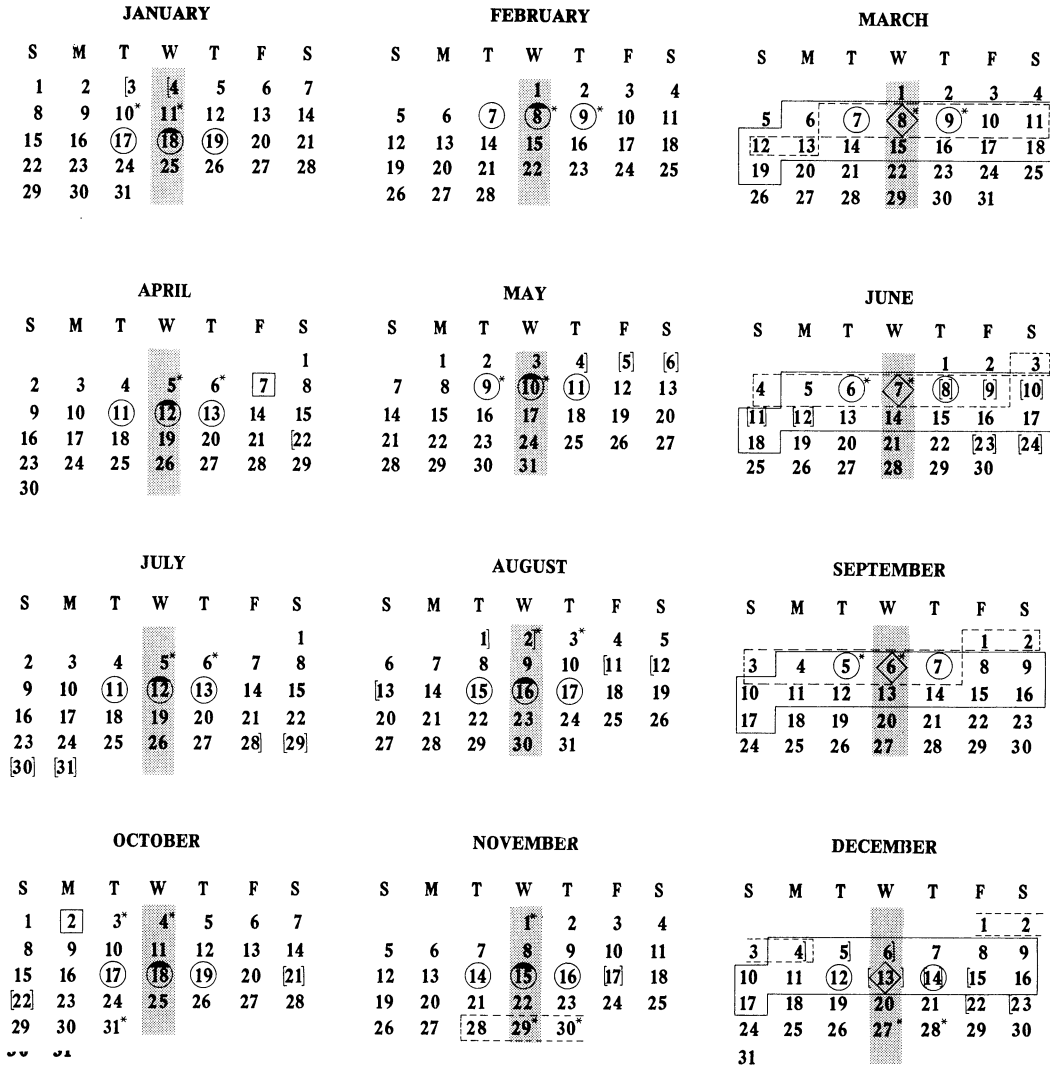 JANUARY
S M T W T F S
1 2 [3 [4 5 6 7
8 9 10* 11* 12 13 14
15 16 17 18 19 20 21
22 23 24 25 26 27 28
29 30 31
FEBRUARY
S M T W T F S
1 2 3 4
5 6 7 8* 9* 10 11
12 13 14 15 16 17 18
19 20 21 22 23 24 25
26 27 28
MARCH
S M T W T F S
1 2 3 4
5 6 7 8* 9* 10 11
12 13 14 15 16 17 18
19 20 21 22 23 24 25
26 27 28 29 30 31
APRIL
S M T W T F S
1
2 3 4 5* 6* 7 8
9 10 11 12 13 14 15
16 17 18 19 20 21 [22
23 24 25 26 27 28 29
30
MAY
S M T W T F S
1 2 3 4] [5] [6]
7 8 9* 10* 11 12 13
14 15 16 17 18 19 20
21 22 23 24 25 26 27
28 29 30 31
JUNE
S M T W T F S
1 2 3
4 5 6* 7* 8 [9] [10]
[11] [12] 13 14 15 16 17
18 19 20 21 22 [23] [24]
25 26 27 28 29 30
JULY
S M T W T F S
1
2 3 4 5* 6* 7 8
9 10 11 12 13 14 15
16 17 18 19 20 21 22
23 24 25 26 27 28] [29]
[30] [31]
AUGUST
S M T W T F S
1] 2]* 3* 4 5
6 7 8 9 10 [11 [12
[13 14 15 16 17 18 19
20 21 22 23 24 25 26
27 28 29 30 31
SEPTEMBER
S M T W T F S
1 2
3 4 5* 6* 7 8 9
10 11 12 13 14 15 16
17 18 19 20 21 22 23
24 25 26 27 28 29 30
OCTOBER
S M T W T F S
1 2 3* 4* 5 6 7
8 9 10 11 12 13 14
15 16 17 18 19 20 [21]
[22] 23 24 25 26 27 28
29 30 31*
NOVEMBER
S M T W T F S
1* 2 3 4
5 6 7 8 9 10 11
12 13 14 15 16 [17] 18
19 20 21 22 23 24 25
26 27 28 29* 30*
DECEMBER
S M T W T F S
1 2
3 4] 5] 6] 7 8 9
10 11 12 13] 14 [15 16
17 18 19 20 21 [22 [23
24 25 26 27* 28* 29 30
31